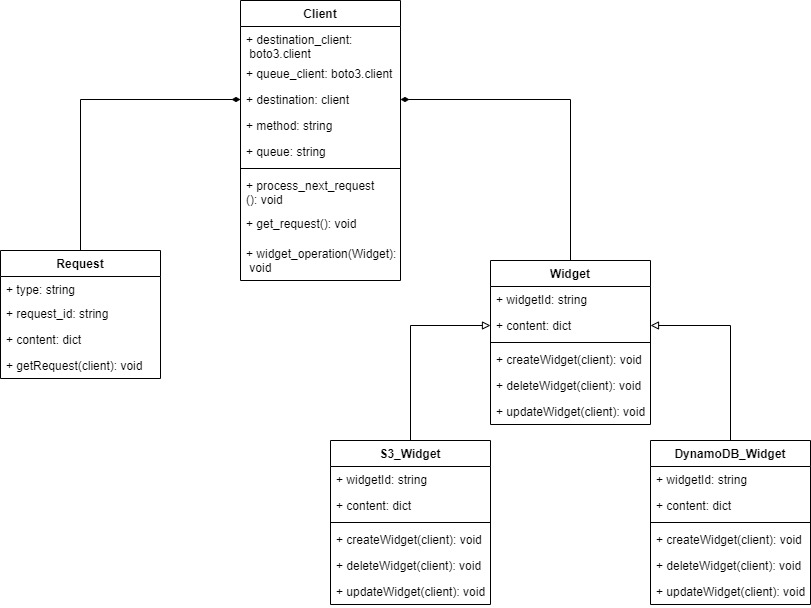 Client
+ destination_client:
boto3.client
+ queue_client: boto3.client
+ destination: client
+ method: string
+ queue: string
+ process_next_request
(): void
+ get_request(): void
+ widget_operation(Widget):
void
Request
+ type: string
+ request_id: string
+ content: dict
+ getRequest(client): void
Widget
+ widgetId: string
+ content: dict
+ createWidget(client): void
+ deleteWidget(client): void
+ updateWidget(client): void
S3_Widget
+ widgetId: string
+ content: dict
+ createWidget(client): void
+ deleteWidget(client): void
+ updateWidget(client): void
DynamoDB_Widget
+ widgetId: string
+ content: dict
+ createWidget(client): void
+ deleteWidget(client): void
+ updateWidget(client): void